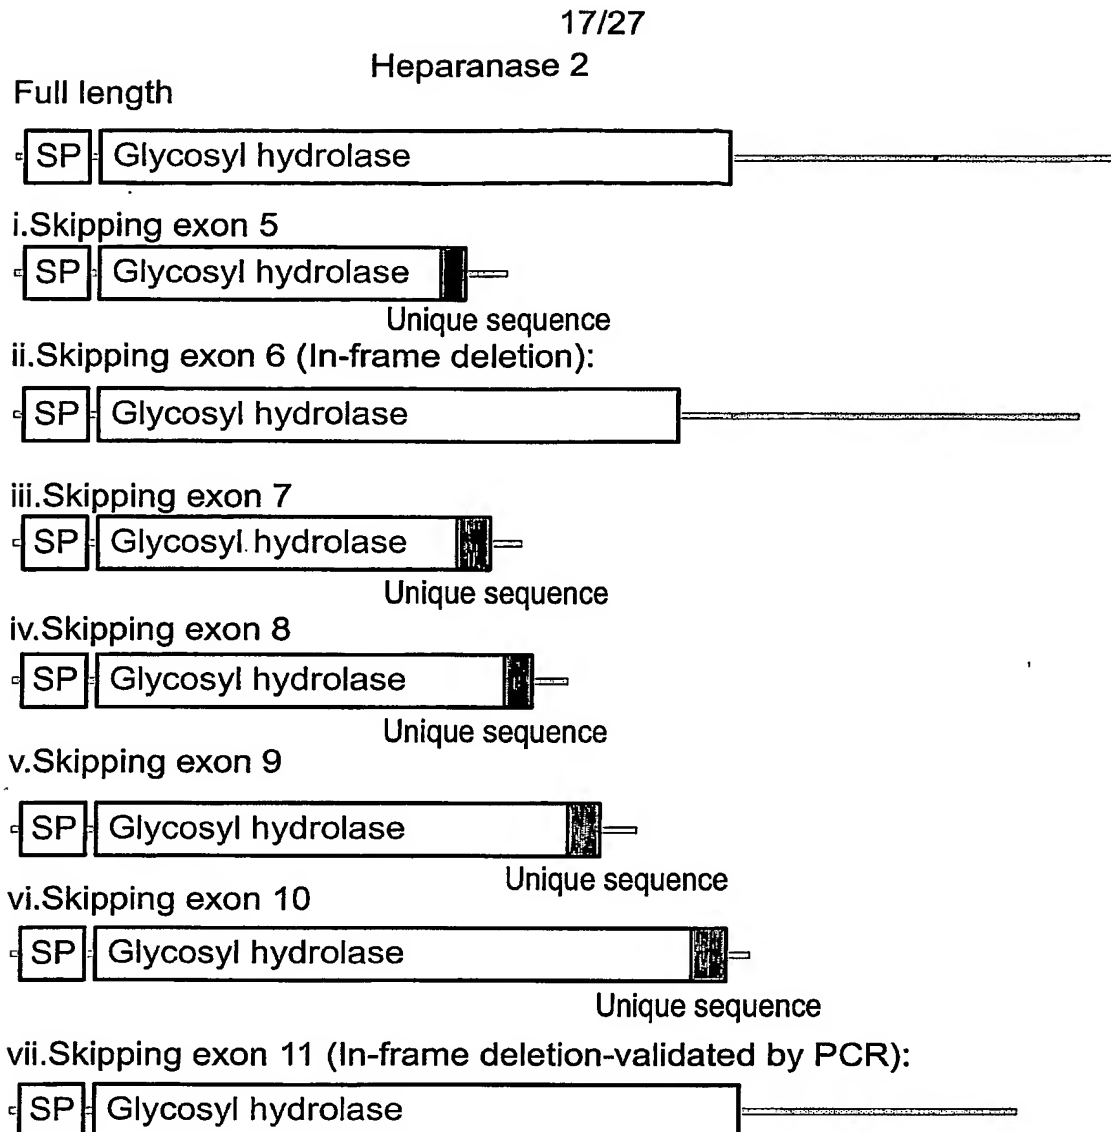 17/27
Heparanase 2
Full length
SP Glycosyl hydrolase
i.Skipping exon 5
SP Glycosyl hydrolase
Unique sequence
ii.Skipping exon 6 (In-frame deletion):
SP Glycosyl hydrolase
iii.Skipping exon 7
SP Glycosyl hydrolase
Unique sequence
iv.Skipping exon 8
SP Glycosyl hydrolase
Unique sequence
v.Skipping exon 9
SP Glycosyl hydrolase
Unique sequence
vi.Skipping exon 10
SP Glycosyl hydrolase
Unique sequence
vii.Skipping exon 11 (In-frame deletion-validated by PCR):
SP Glycosyl hydrolase